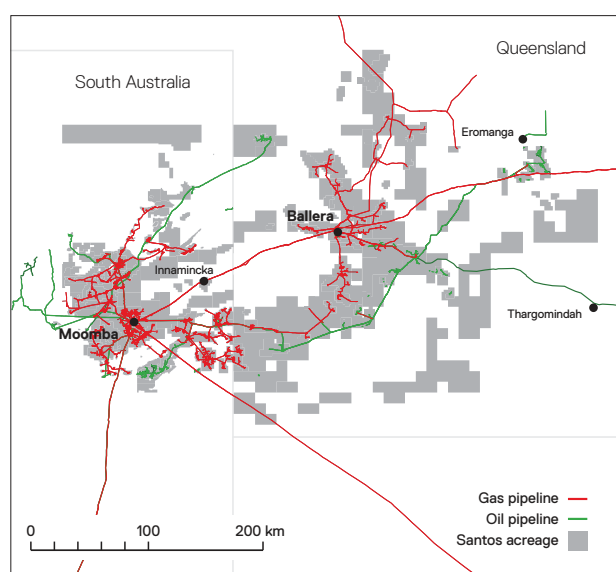 Queensland
South Australia
Eromanga
Ballera
Innamincka
Thargomindah
Moomba
Gas pipeline
Oil pipeline
Santos acreage
0 100 200 km